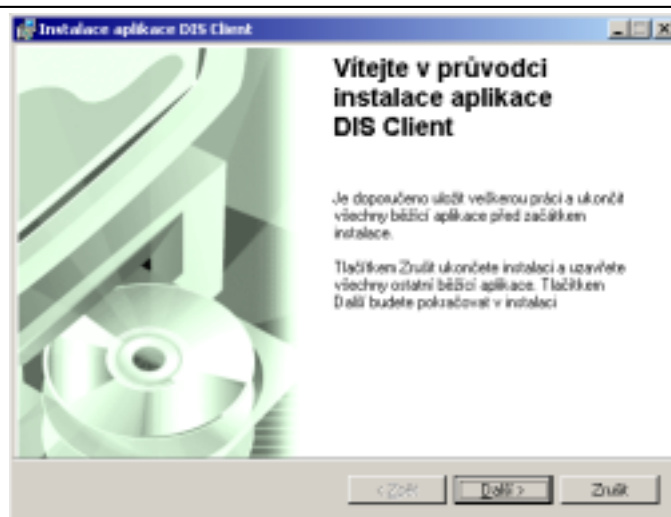 Instalace aplikace DIS Client
Vítejte v průvodci
instalace aplikace
DIS Client
Je doporučeno uložit veškerou práci a ukončit
všechny běžící aplikace před začátkem
instalace.
Tlačítkem Zrušit ukončete instalaci a uzavřete
všechny ostatní běžící aplikace. Tlačítkem
Další budete pokračovat v instalaci
< Zpět
Další >
Zrušit